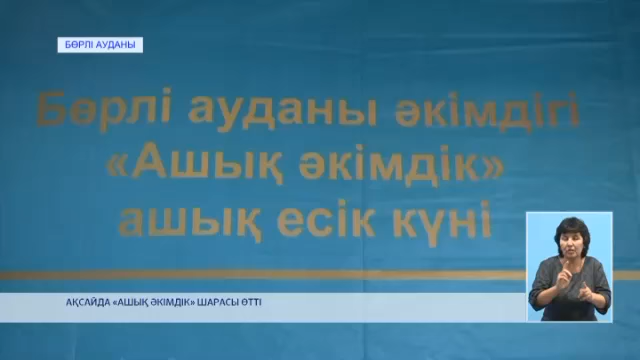 БӨРЛІ АУДАНЫ
Бөрлі ауданы әкімдігі
«Ашық әкімдік»
ашық есік күні
АҚСАЙДА «АШЫҚ ӘКІМДІК» ШАРАСЫ ӨТТІ